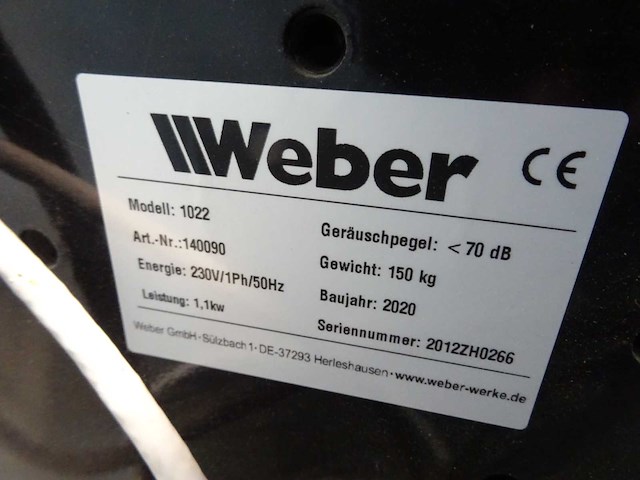 Weber CE
Modell: 1022
Art.-Nr.:140090
Energie: 230V/1Ph/50Hz
Leistung: 1,1kw
Geräuschpegel: < 70 dB
Gewicht: 150 kg
Baujahr: 2020
Seriennummer: 2012ZH0266
Weber GmbH · Sülzbach 1 · DE-37293 Herleshausen · www.weber-werke.de